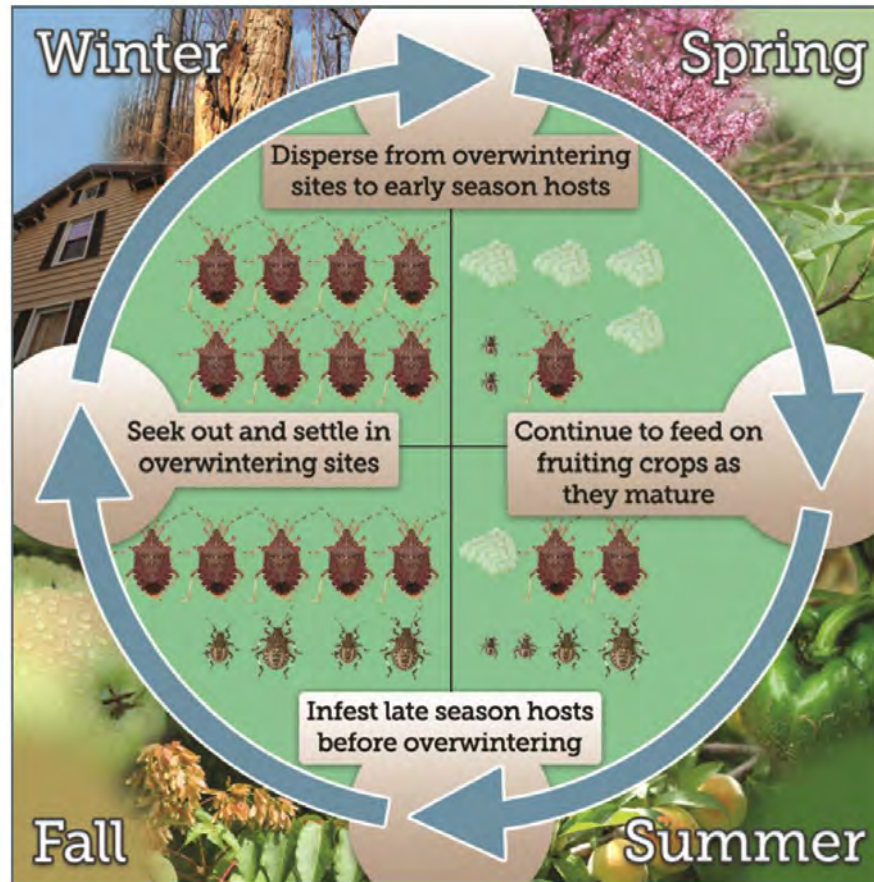 Winter
Spring
Disperse from overwintering
sites to early season hosts
Seek out and settle in
overwintering sites
Continue to feed on
fruiting crops as
they mature
Infest late season hosts
before overwintering
Fall
Summer